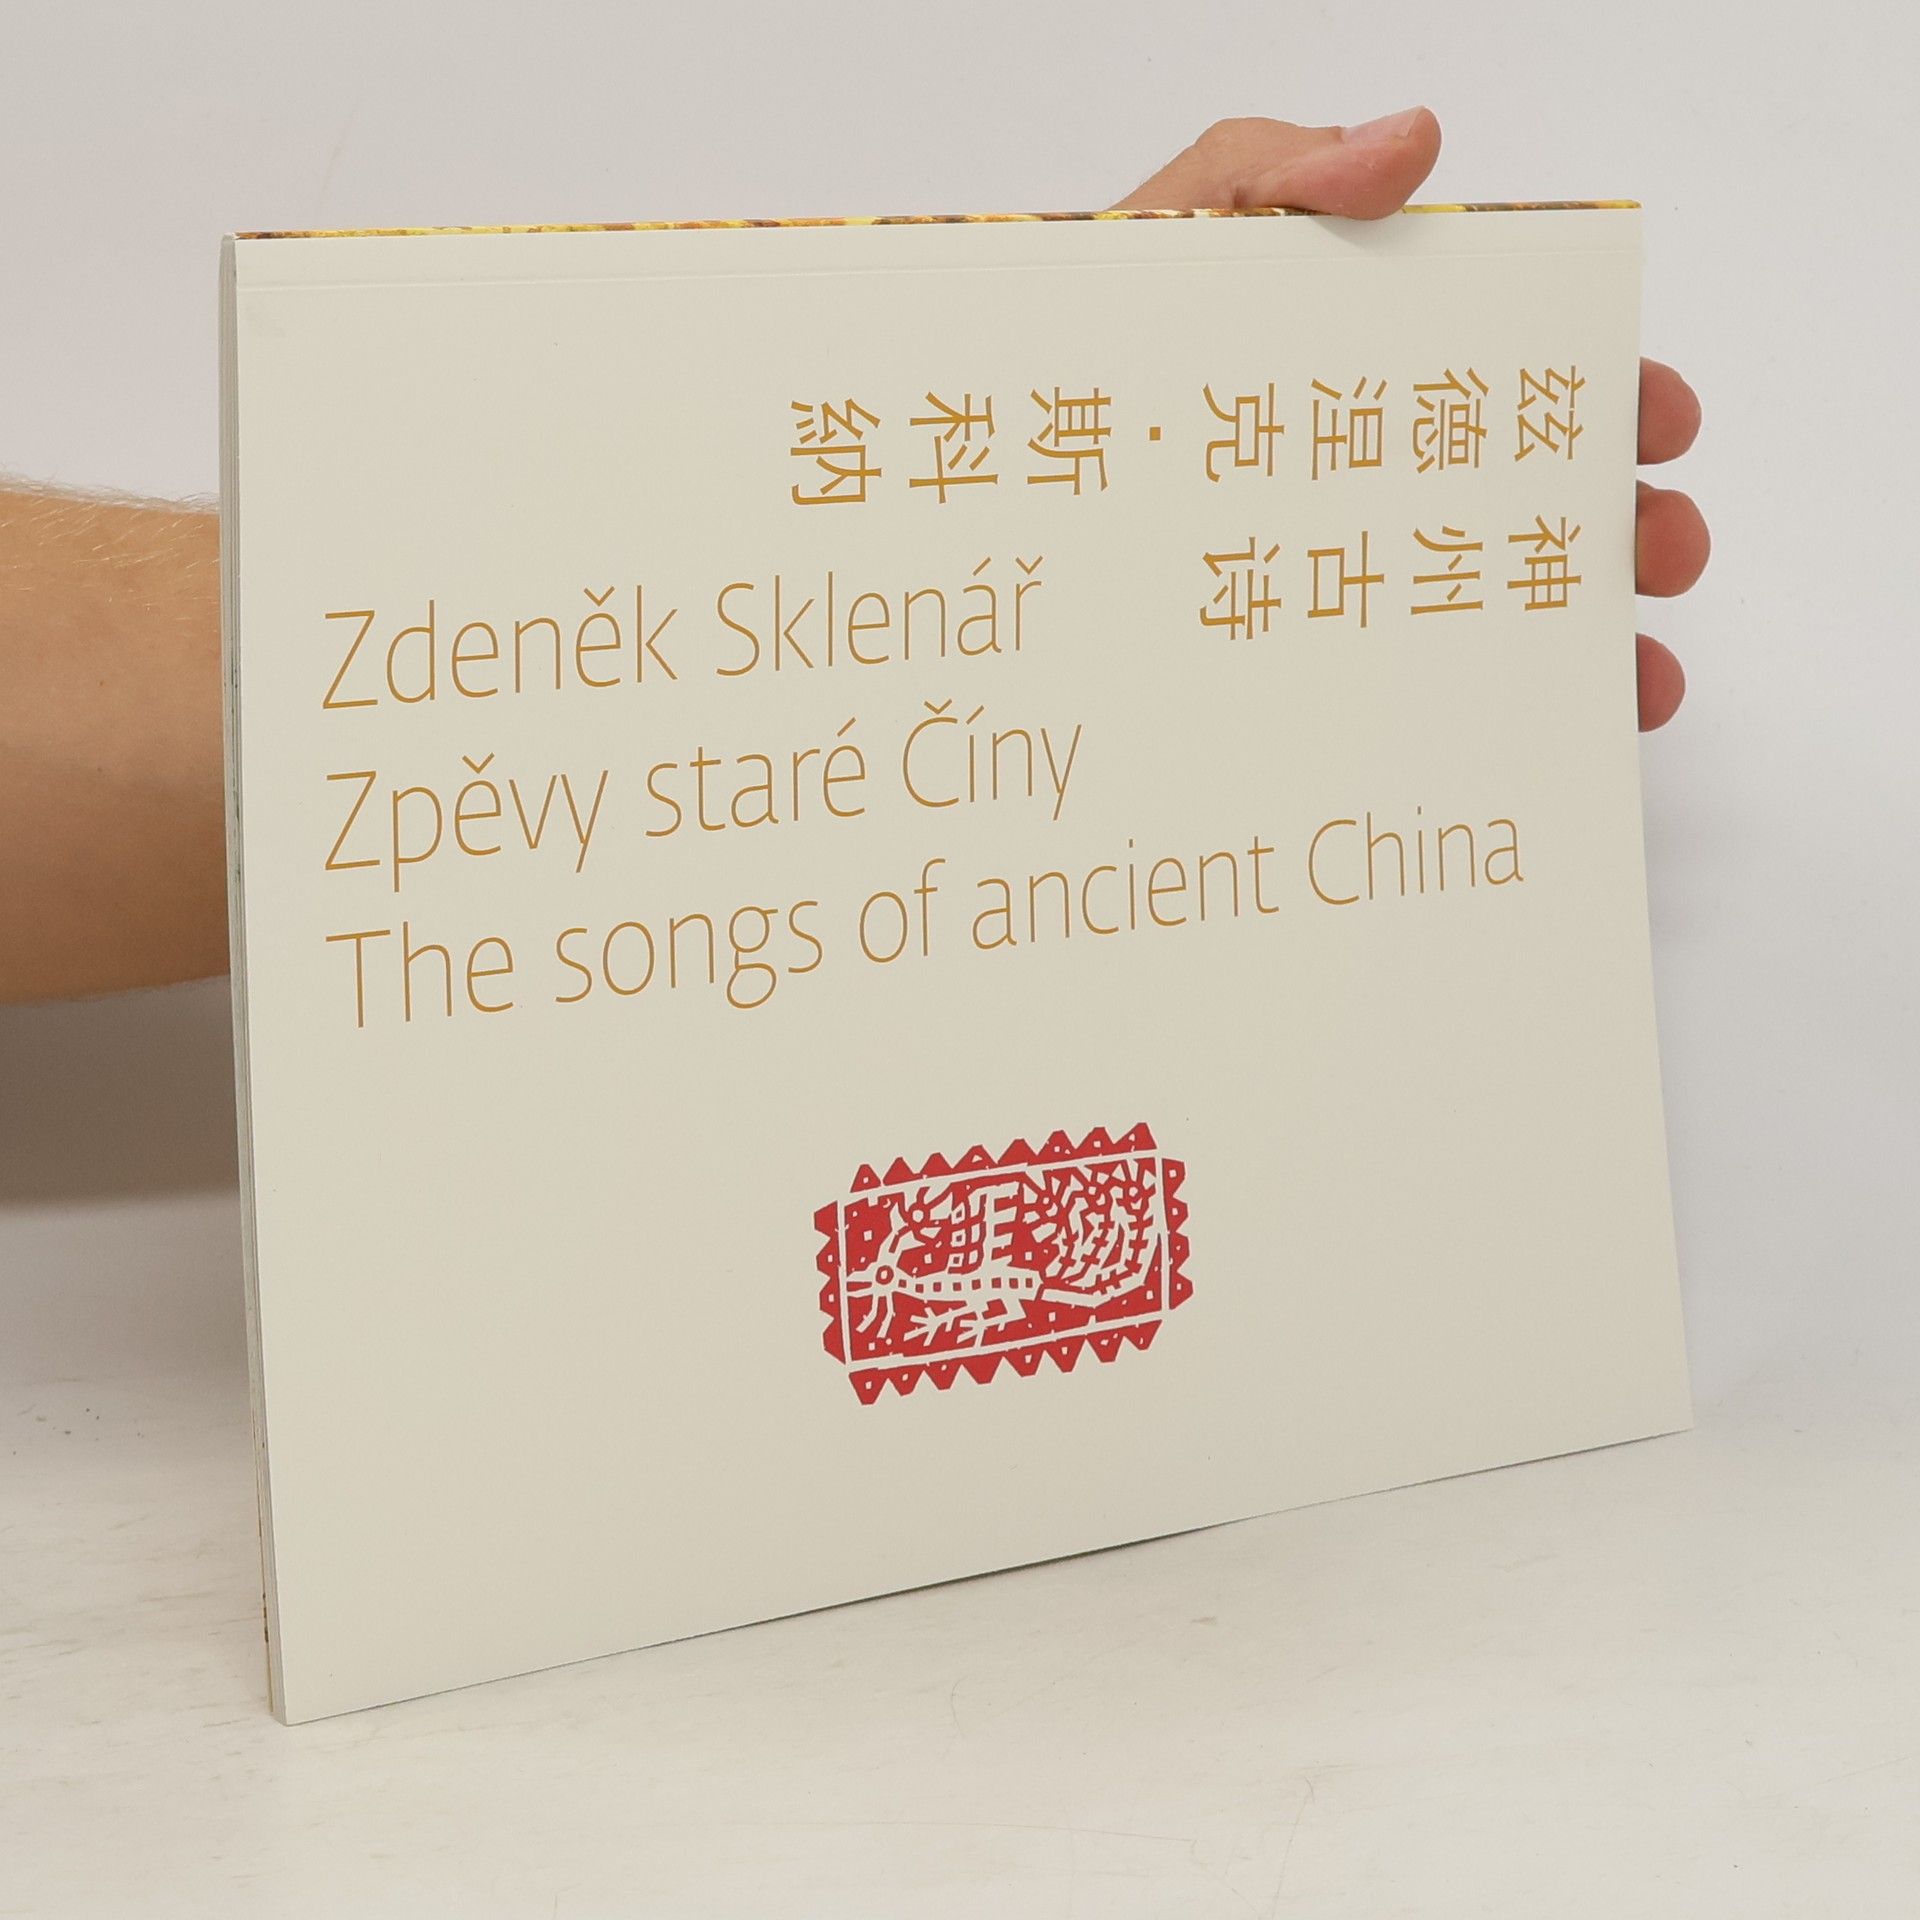 兹德涅克·斯科納
神州古诗
Zdeněk Sklenář
Zpěvy staré Číny
The songs of ancient China